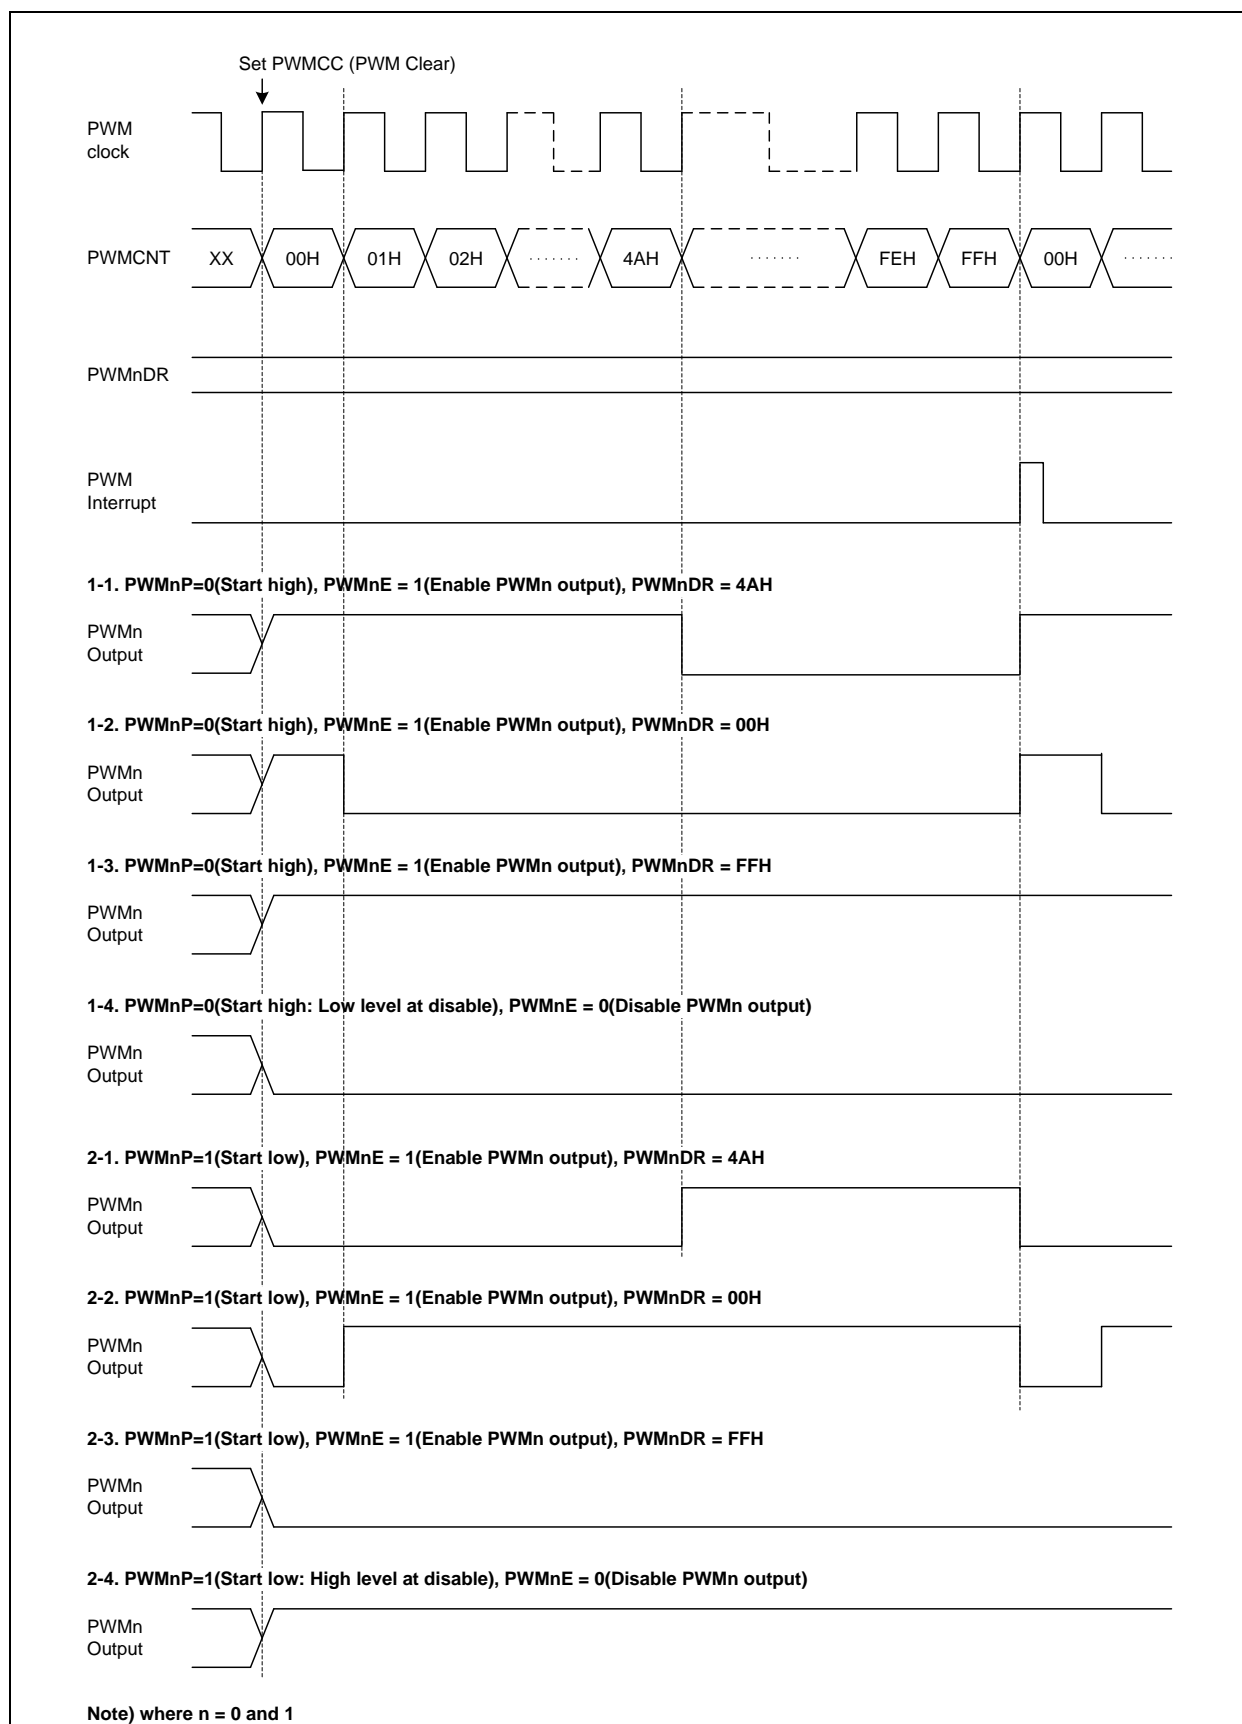 Set PWMCC (PWM Clear)
PWM
clock
PWMCNT XX 00H 01H 02H ······· 4AH ······· FEH FFH 00H ······
PWMnDR
PWM
Interrupt
1-1. PWMnP=0(Start high), PWMnE = 1(Enable PWMn output), PWMnDR = 4AH
PWMn
Output
1-2. PWMnP=0(Start high), PWMnE = 1(Enable PWMn output), PWMnDR = 00H
PWMn
Output
1-3. PWMnP=0(Start high), PWMnE = 1(Enable PWMn output), PWMnDR = FFH
PWMn
Output
1-4. PWMnP=0(Start high: Low level at disable), PWMnE = 0(Disable PWMn output)
PWMn
Output
2-1. PWMnP=1(Start low), PWMnE = 1(Enable PWMn output), PWMnDR = 4AH
PWMn
Output
2-2. PWMnP=1(Start low), PWMnE = 1(Enable PWMn output), PWMnDR = 00H
PWMn
Output
2-3. PWMnP=1(Start low), PWMnE = 1(Enable PWMn output), PWMnDR = FFH
PWMn
Output
2-4. PWMnP=1(Start low: High level at disable), PWMnE = 0(Disable PWMn output)
PWMn
Output
Note) where n = 0 and 1